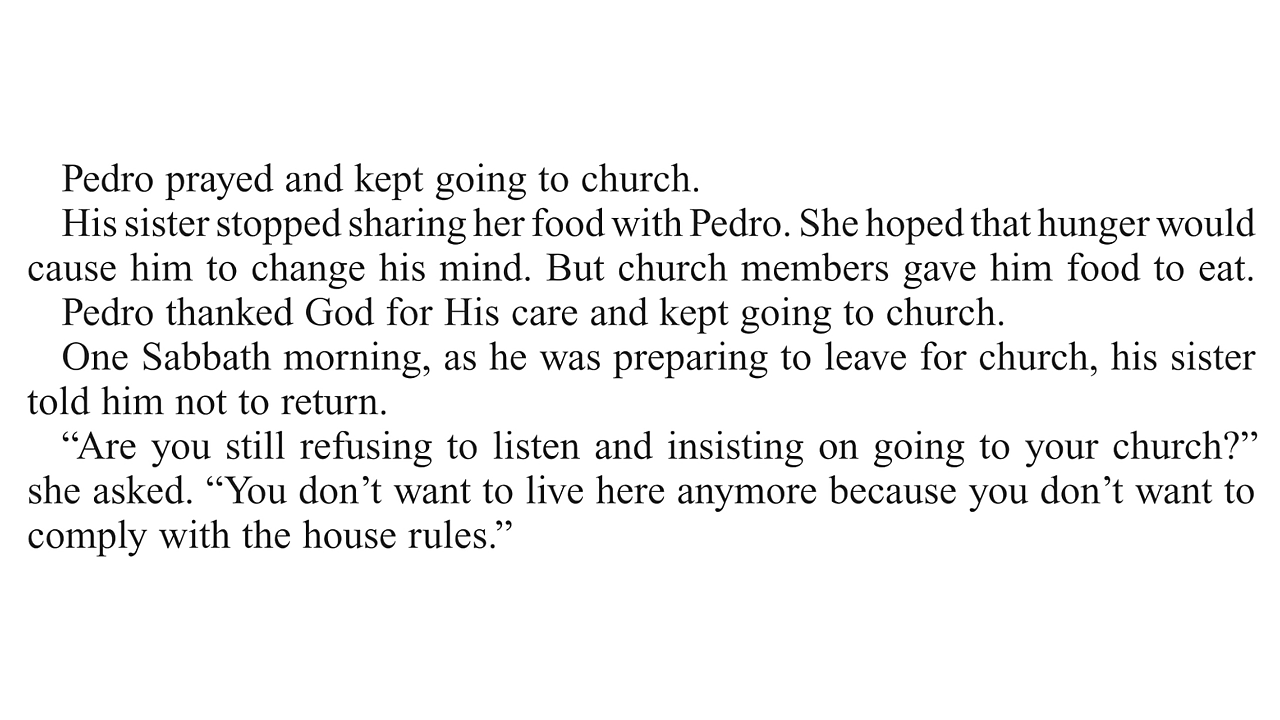 Pedro prayed and kept going to church.
His sister stopped sharing her food with Pedro. She hoped that hunger would
cause him to change his mind. But church members gave him food to eat.
Pedro thanked God for His care and kept going to church.
One Sabbath morning, as he was preparing to leave for church, his sister
told him not to return.
“Are you still refusing to listen and insisting on going to your church?”
she asked. “You don’t want to live here anymore because you don’t want to
comply with the house rules.”